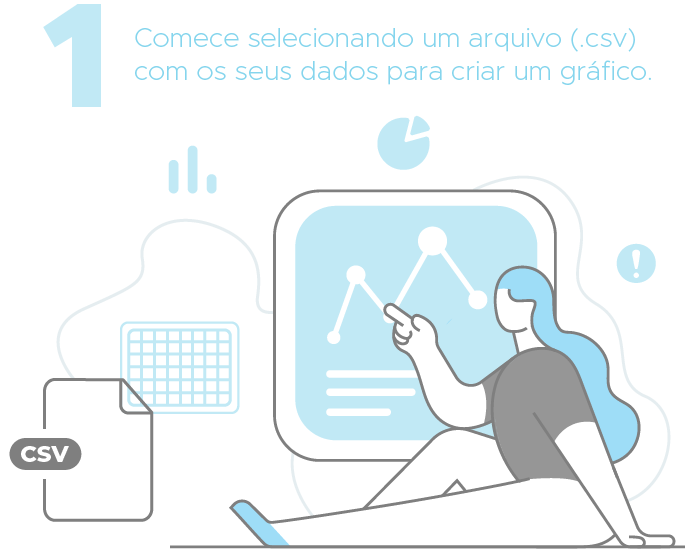 1
Comece selecionando um arquivo (.csv)
com os seus dados para criar um gráfico.
!
CSV